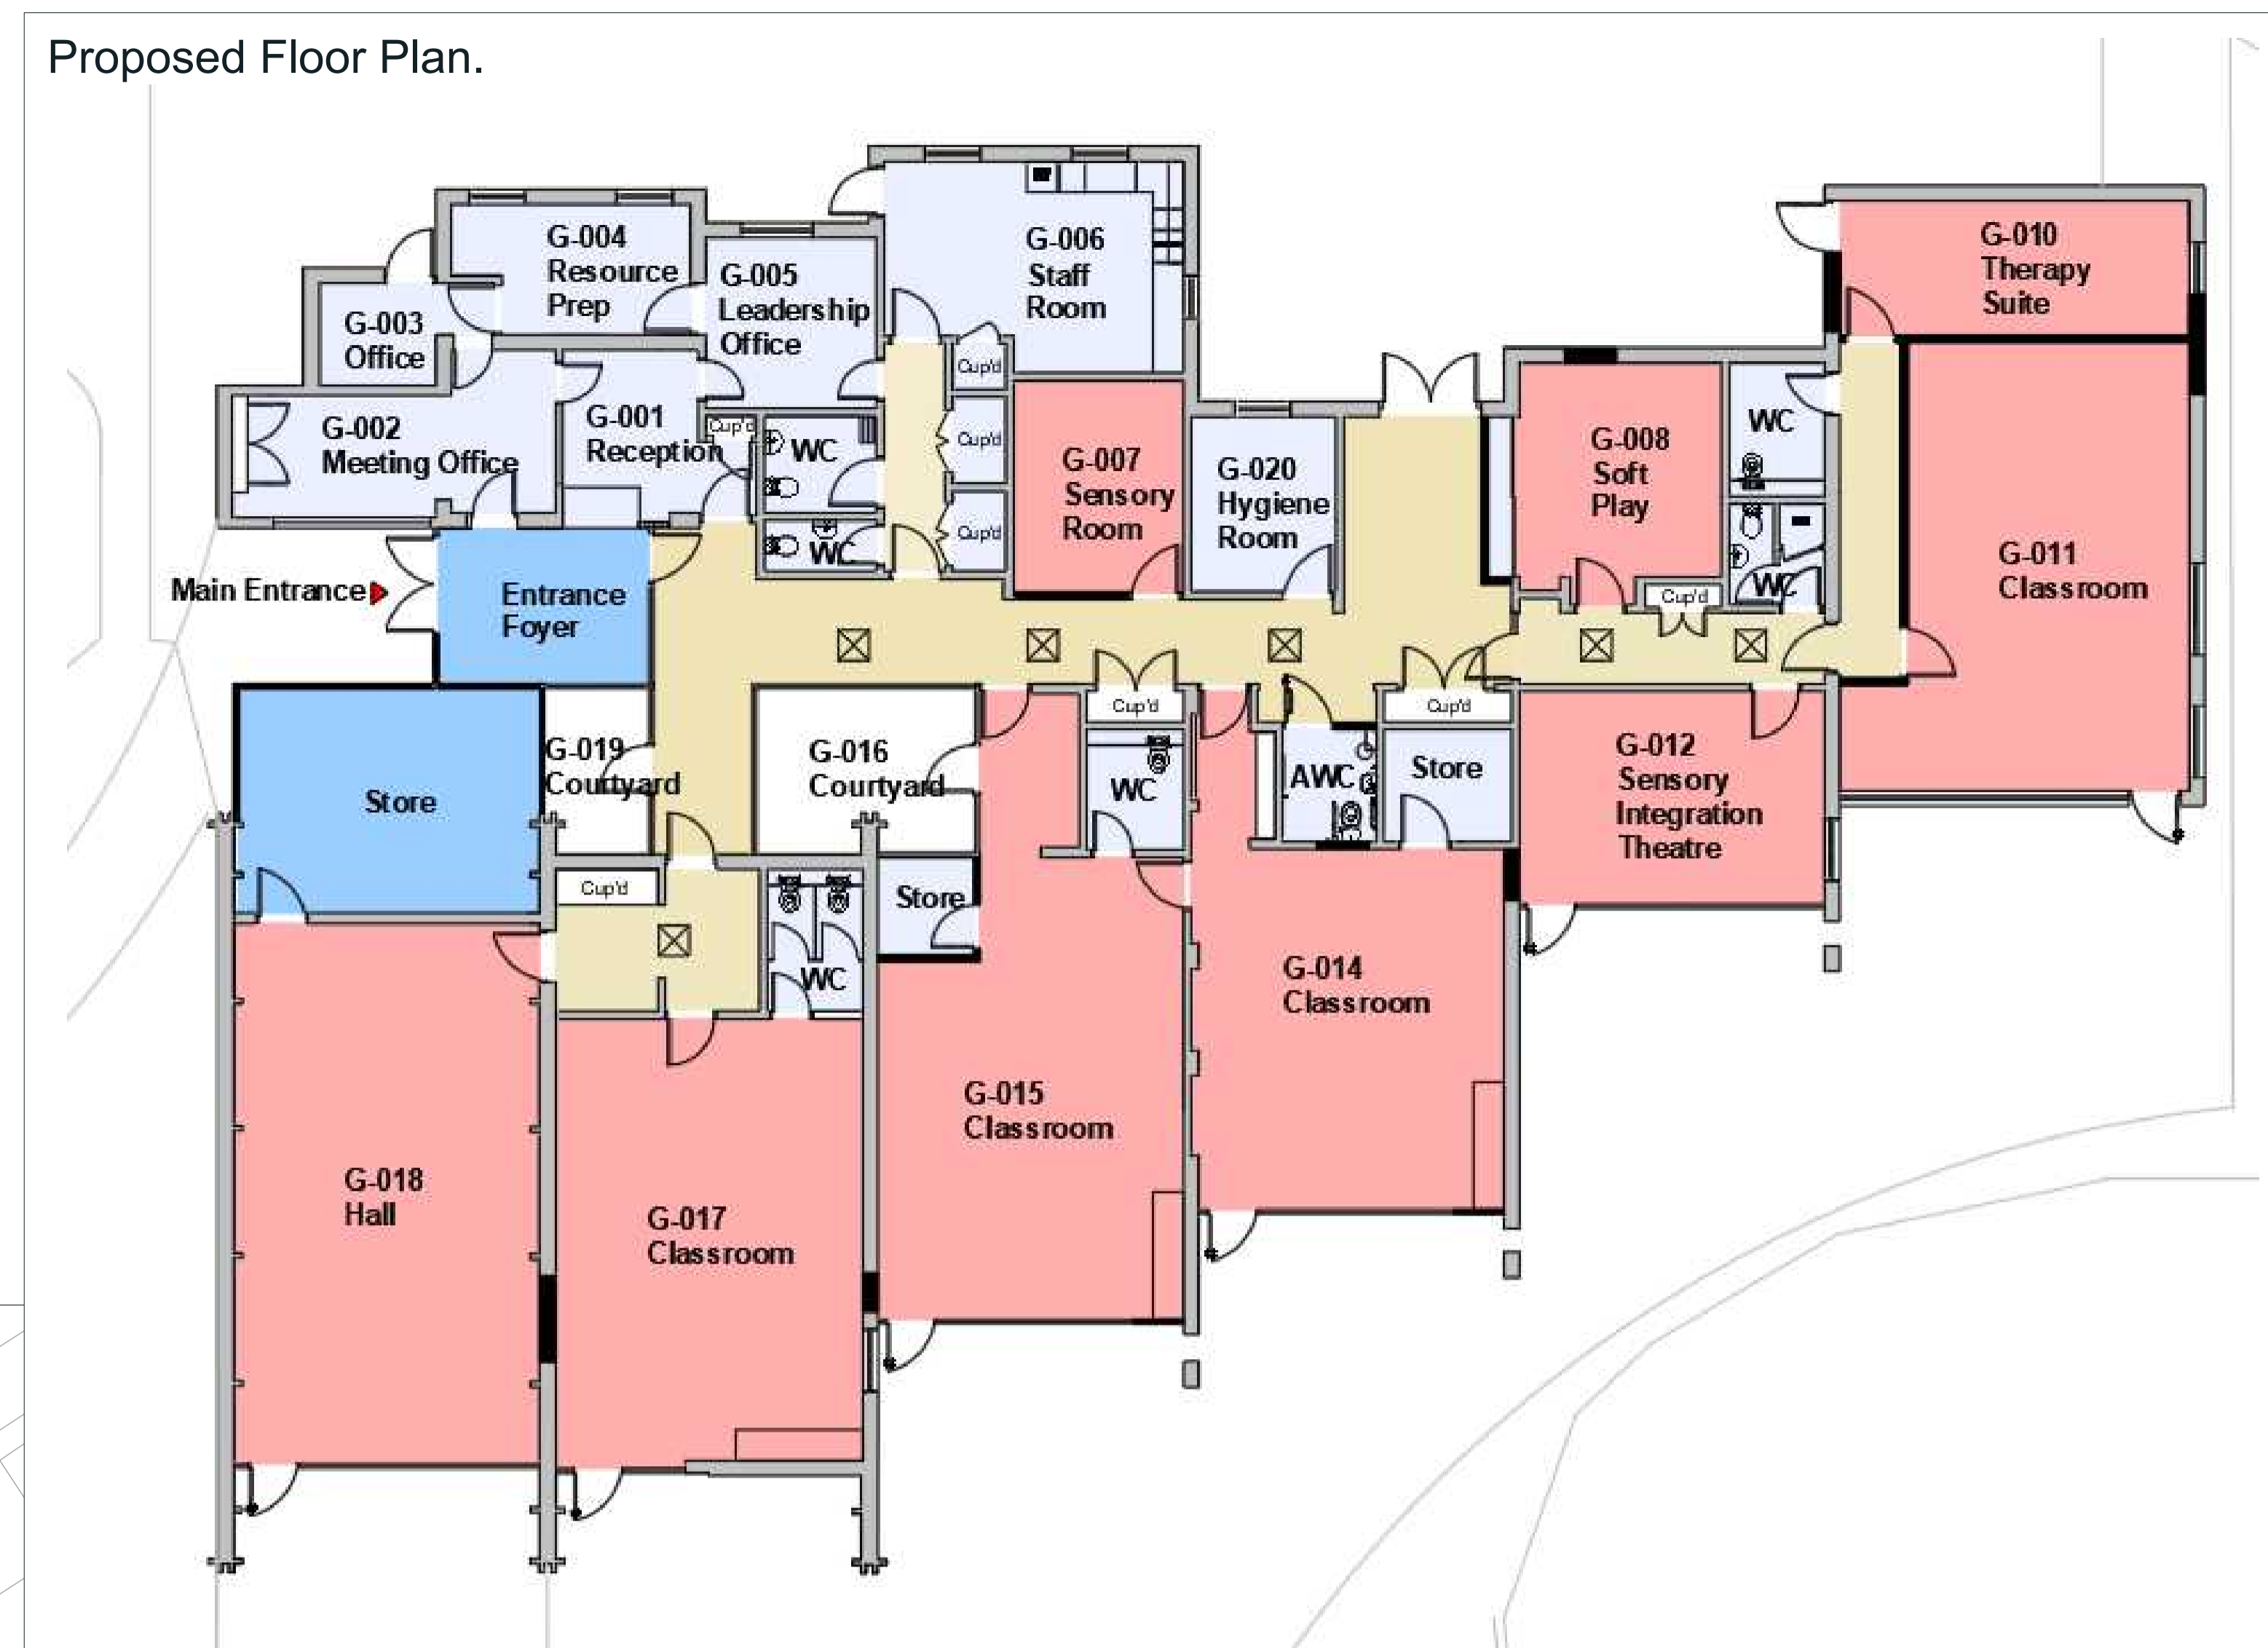 Proposed Floor Plan.
G-004
Resource
Prep
G-005
Leadership
Office
G-006
Staff
Room
G-010
Therapy
Suite
G-003
Office
Cup'd
G-002
Meeting Office
G-001
Reception
Cup'd
WC
Cup'd
G-007
Sensory
Room
G-020
Hygiene
Room
G-008
Soft
Play
WC
WC
Cup'd
WC
Cup'd
G-011
Classroom
Main Entrance
Entrance
Foyer
Store
G-019
Courtyard
G-016
Courtyard
Cup'd
WC
AWC
Cup'd
Store
G-012
Sensory
Integration
Theatre
Cup'd
WC
Store
G-014
Classroom
G-015
Classroom
G-018
Hall
G-017
Classroom